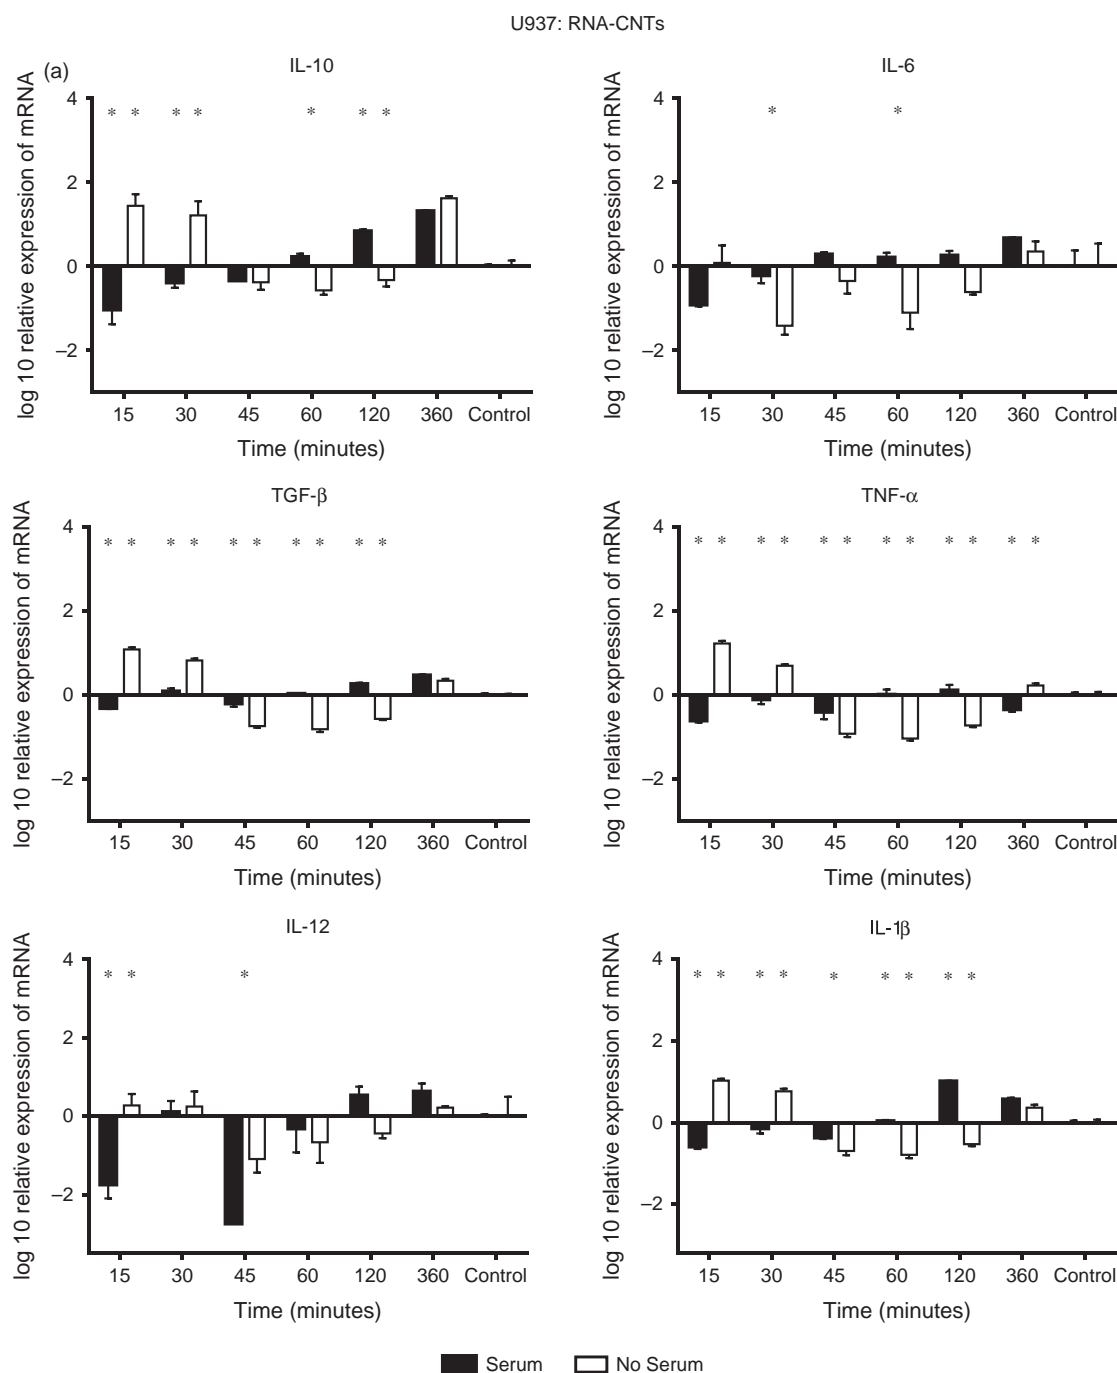 U937: RNA-CNTs
(a)
IL-10
log 10 relative expression of mRNA
4
2
0
–2
* * * * * * *
15 30 45 60 120 360 Control
Time (minutes)
IL-6
log 10 relative expression of mRNA
4
2
0
–2
* *
15 30 45 60 120 360 Control
Time (minutes)
TGF-β
log 10 relative expression of mRNA
4
2
0
–2
* * * * * * * * * *
15 30 45 60 120 360 Control
Time (minutes)
TNF-α
log 10 relative expression of mRNA
4
2
0
–2
* * * * * * * * * * * *
15 30 45 60 120 360 Control
Time (minutes)
IL-12
log 10 relative expression of mRNA
4
2
0
–2
* * *
15 30 45 60 120 360 Control
Time (minutes)
IL-1β
log 10 relative expression of mRNA
4
2
0
–2
* * * * * * * * *
15 30 45 60 120 360 Control
Time (minutes)
Serum No Serum